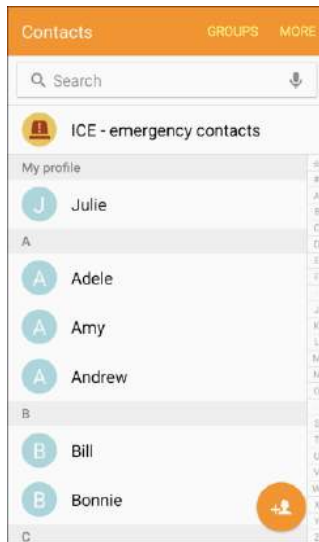 Contacts GROUPS MORE
Search
ICE - emergency contacts
My profile
J Julie
A
A Adele
A Amy
A Andrew
B
B Bill
B Bonnie
C